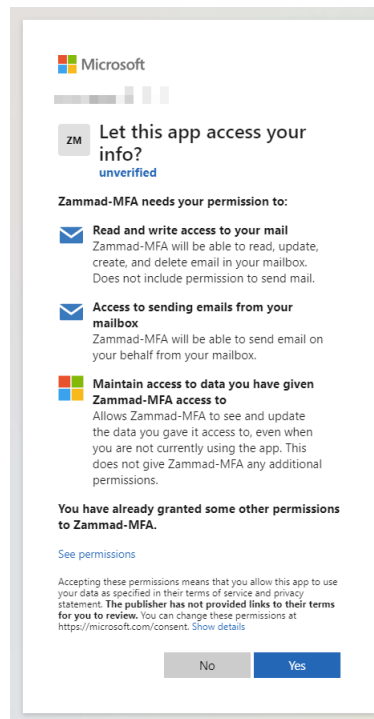 Microsoft
ZM
Let this app access your
info?
unverified
Zammad-MFA needs your permission to:
Read and write access to your mail
Zammad-MFA will be able to read, update,
create, and delete email in your mailbox.
Does not include permission to send mail.
Access to sending emails from your
mailbox
Zammad-MFA will be able to send email on
your behalf from your mailbox.
Maintain access to data you have given
Zammad-MFA access to
Allows Zammad-MFA to see and update
the data you gave it access to, even when
you are not currently using the app. This
does not give Zammad-MFA any additional
permissions.
You have already granted some other permissions
to Zammad-MFA.
See permissions
Accepting these permissions means that you allow this app to use
your data as specified in their terms of service and privacy
statement. The publisher has not provided links to their terms
for you to review. You can change these permissions at
https://microsoft.com/consent. Show details
No
Yes